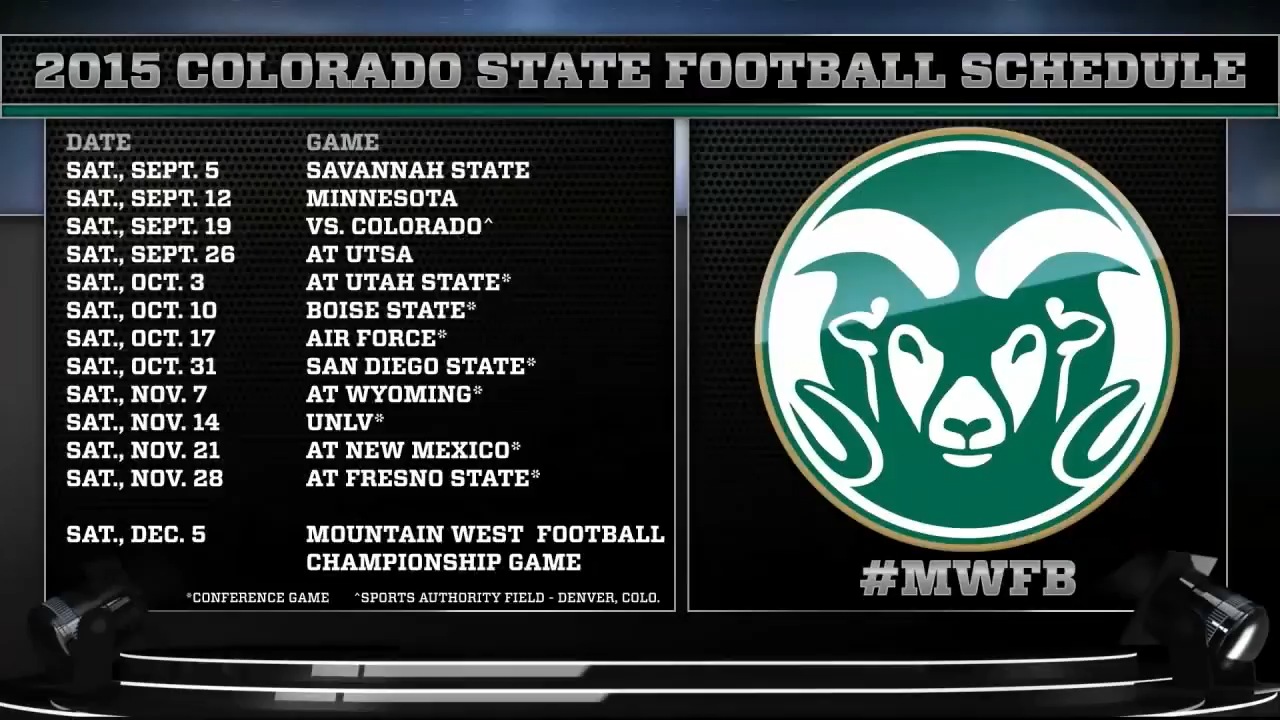 2015 COLORADO STATE FOOTBALL SCHEDULE
DATE GAME
SAT., SEPT. 5 SAVANNAH STATE
SAT., SEPT. 12 MINNESOTA
SAT., SEPT. 19 VS. COLORADO^
SAT., SEPT. 26 AT UTSA
SAT., OCT. 3 AT UTAH STATE*
SAT., OCT. 10 BOISE STATE*
SAT., OCT. 17 AIR FORCE*
SAT., OCT. 31 SAN DIEGO STATE*
SAT., NOV. 7 AT WYOMING*
SAT., NOV. 14 UNLV*
SAT., NOV. 21 AT NEW MEXICO*
SAT., NOV. 28 AT FRESNO STATE*
SAT., DEC. 5 MOUNTAIN WEST FOOTBALL
CHAMPIONSHIP GAME
*CONFERENCE GAME ^SPORTS AUTHORITY FIELD - DENVER, COLO.
#MWFB